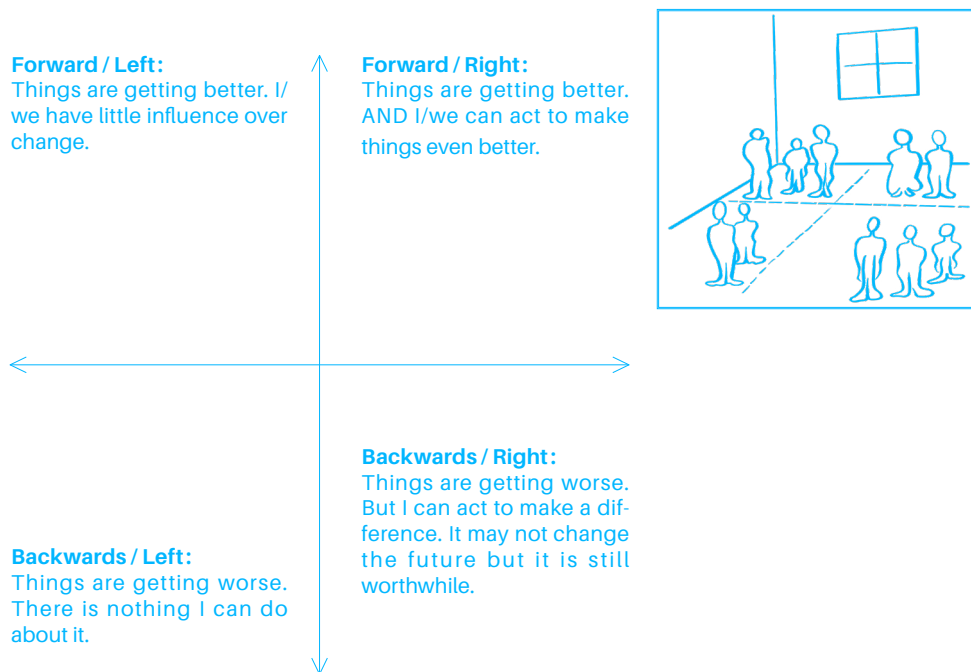 Forward / Left:
Things are getting better. I/
we have little influence over
change.
Forward / Right:
Things are getting better.
AND I/we can act to make
things even better.
Backwards / Left:
Things are getting worse.
There is nothing I can do
about it.
Backwards / Right:
Things are getting worse.
But I can act to make a dif-
ference. It may not change
the future but it is still
worthwhile.